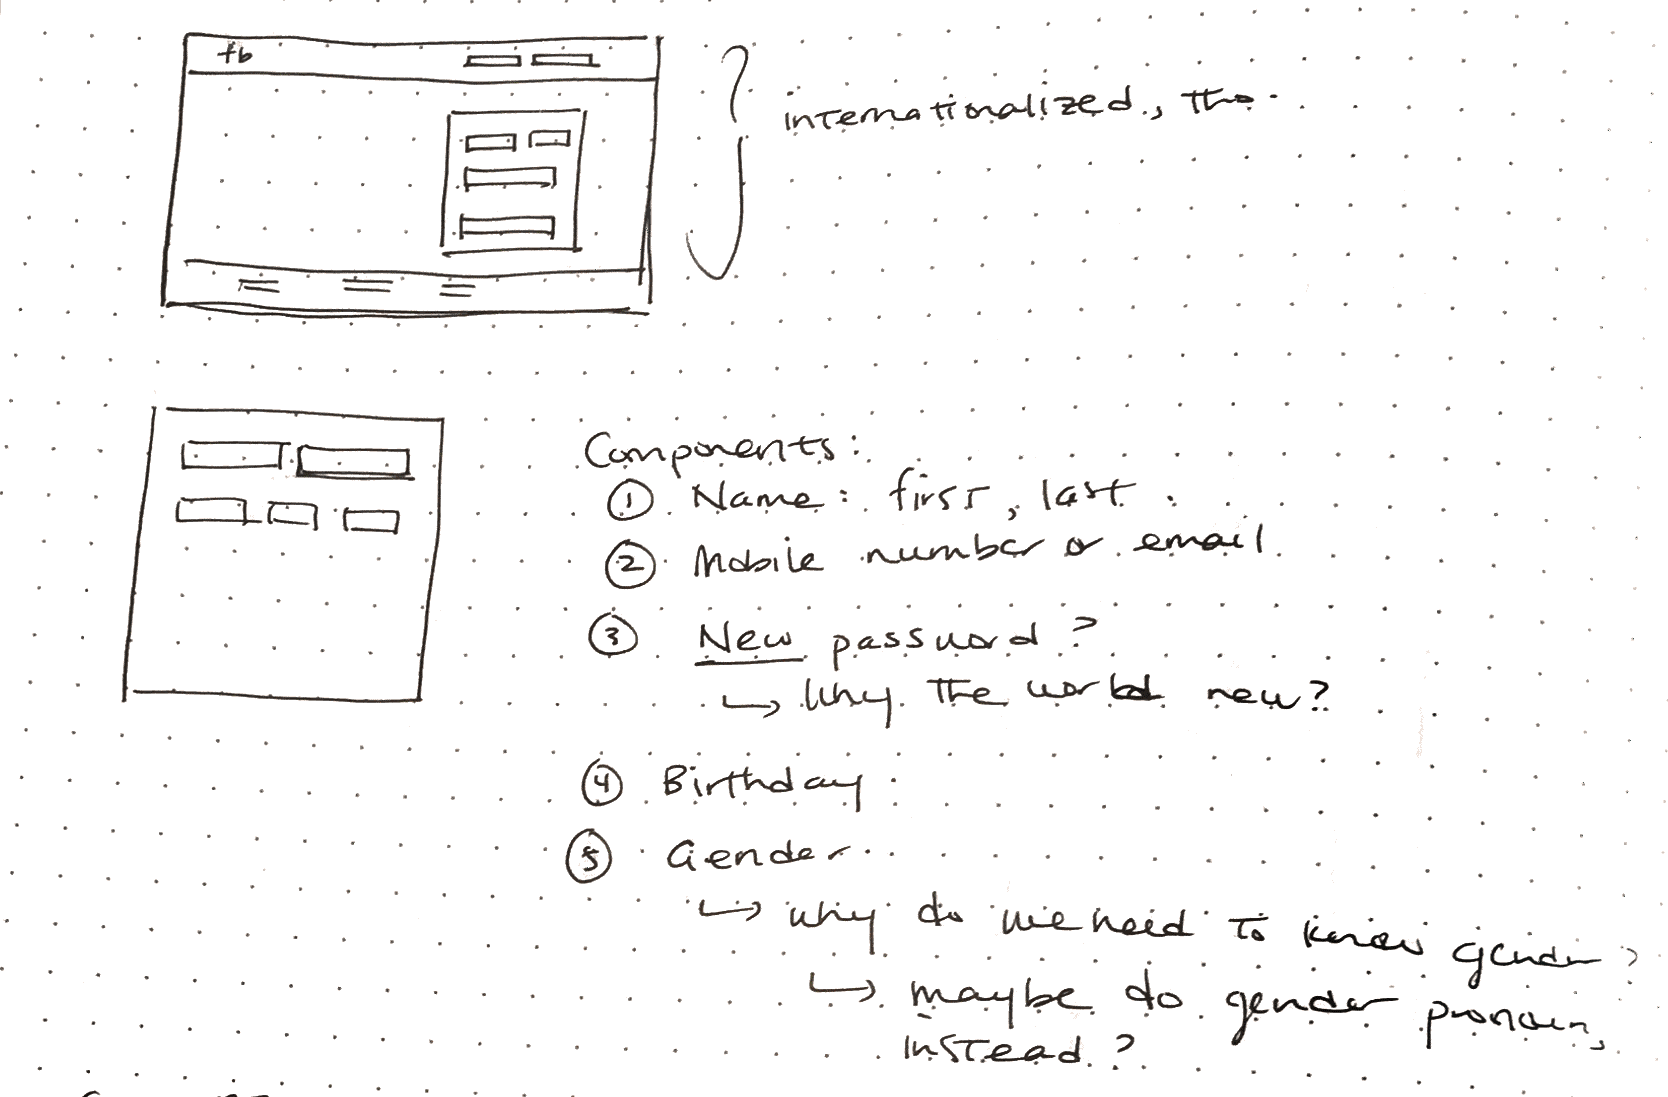 fb
internationalized, tho
Components:
① Name: first, last
② Mobile number or email
③ New password?
↳ Why the world new?
④ Birthday
⑤ Gender
↳ why do we need to know gender?
↳ maybe do gender pronoun,
instead?